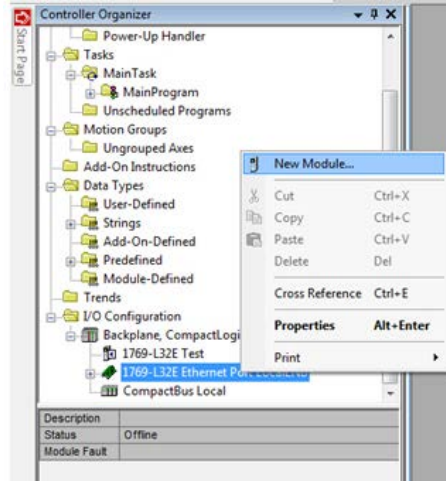 Controller Organizer
Start Page
Power-Up Handler
Tasks
MainTask
MainProgram
Unscheduled Programs
Motion Groups
Ungrouped Axes
Add-On Instructions
Data Types
User-Defined
Strings
Add-On-Defined
Predefined
Module-Defined
Trends
I/O Configuration
Backplane, CompactLogi
1769-L32E Test
1769-L32E Ethernet Port LocalENB
CompactBus Local
New Module...
Cut Ctrl+X
Copy Ctrl+C
Paste Ctrl+V
Delete Del
Cross Reference Ctrl+E
Properties Alt+Enter
Print
Description
Status Offline
Module Fault